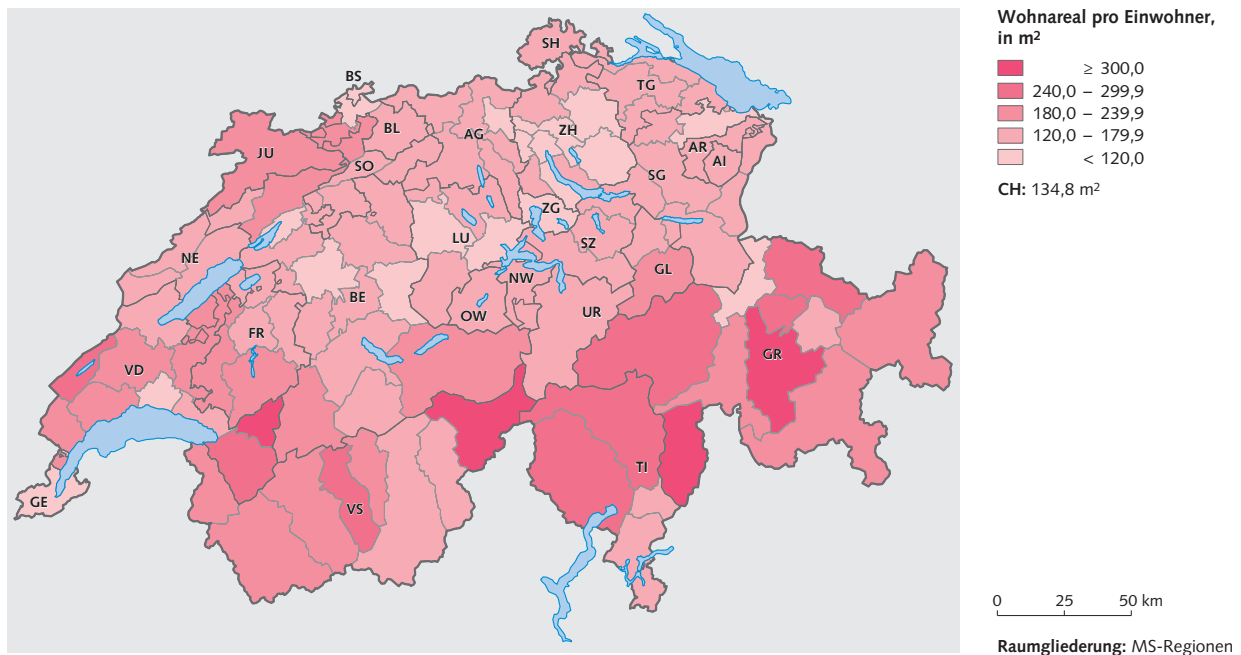 Wohnareal pro Einwohner,
in m²
≥ 300,0
240,0 – 299,9
180,0 – 239,9
120,0 – 179,9
< 120,0
CH: 134,8 m²
SH
BS
TG
BL
AG
ZH
JU
SO
AR
AI
SG
ZG
LU
SZ
NE
NW
GL
BE
OW
UR
FR
VD
GR
TI
GE
VS
0 25 50 km
Raumgliederung: MS-Regionen